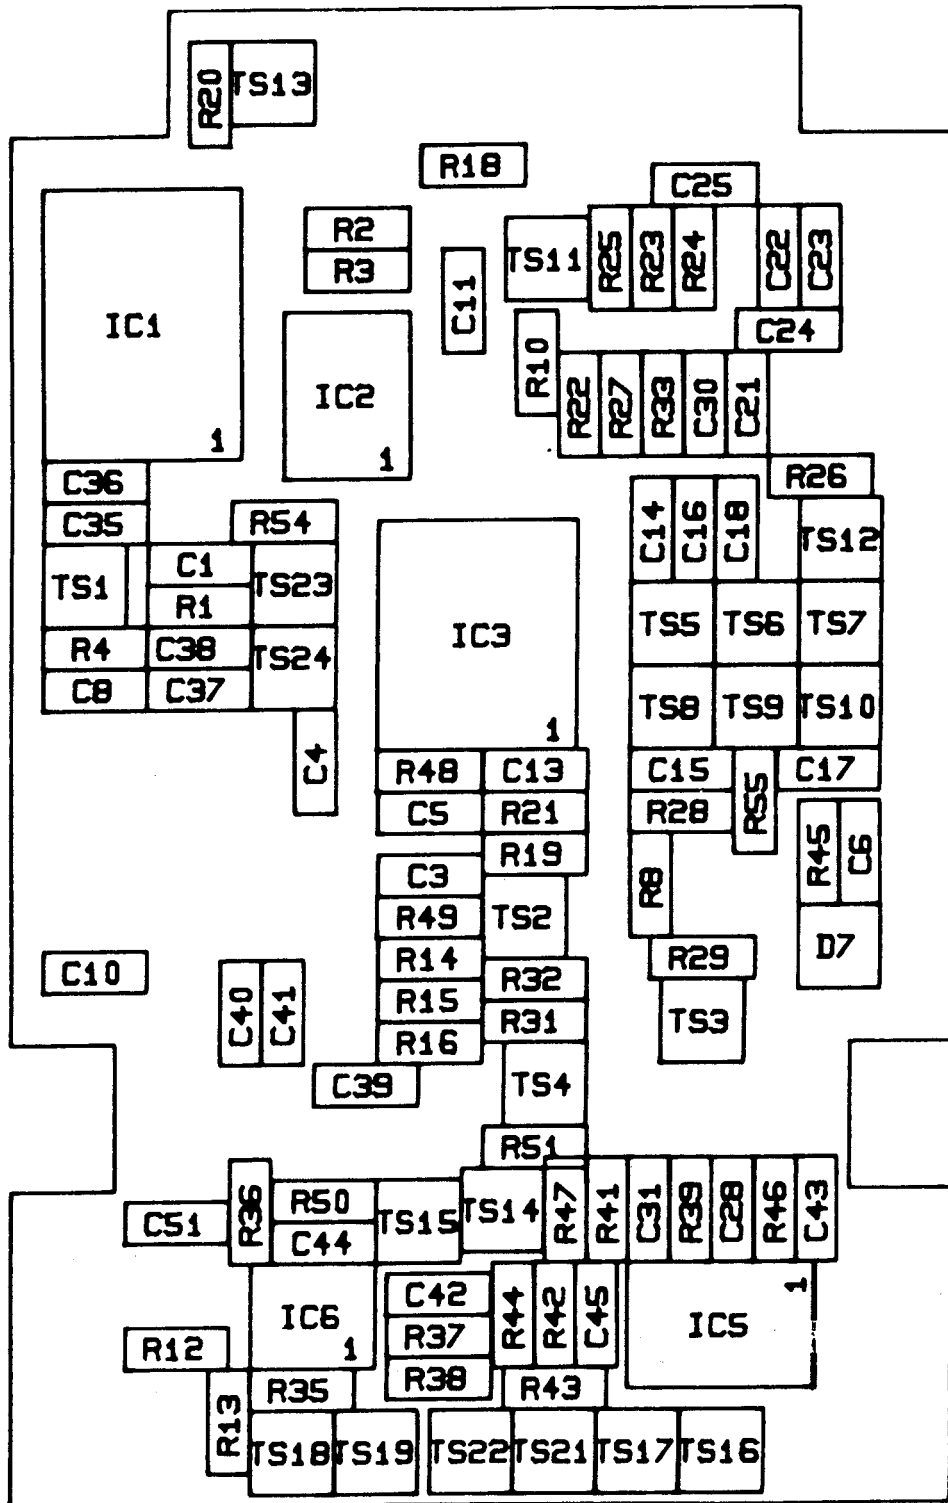 R20
TS13
R18
C25
R2
R3
C11
TS11
R25
R23
R24
C22
C23
IC1
1
IC2
1
R10
C24
R22
R27
R33
C30
C21
C36
C35
R54
R26
C14
C16
C18
TS12
TS1
C1
R1
TS23
IC3
1
TS5
TS6
TS7
R4
C38
TS24
C8
C37
TS8
TS9
TS10
C4
R48
C13
C15
R55
C17
C5
R21
R28
R19
R45
C6
C3
R8
R49
TS2
D7
R14
R29
C10
R32
C40
C41
R15
R31
TS3
R16
C39
TS4
R51
R36
R50
TS15
TS14
R47
R41
C31
R39
C28
R46
C43
C51
C44
IC6
1
C42
R44
R42
C45
IC5
1
R37
R12
R38
R35
R43
R13
TS18
TS19
TS22
TS21
TS17
TS16